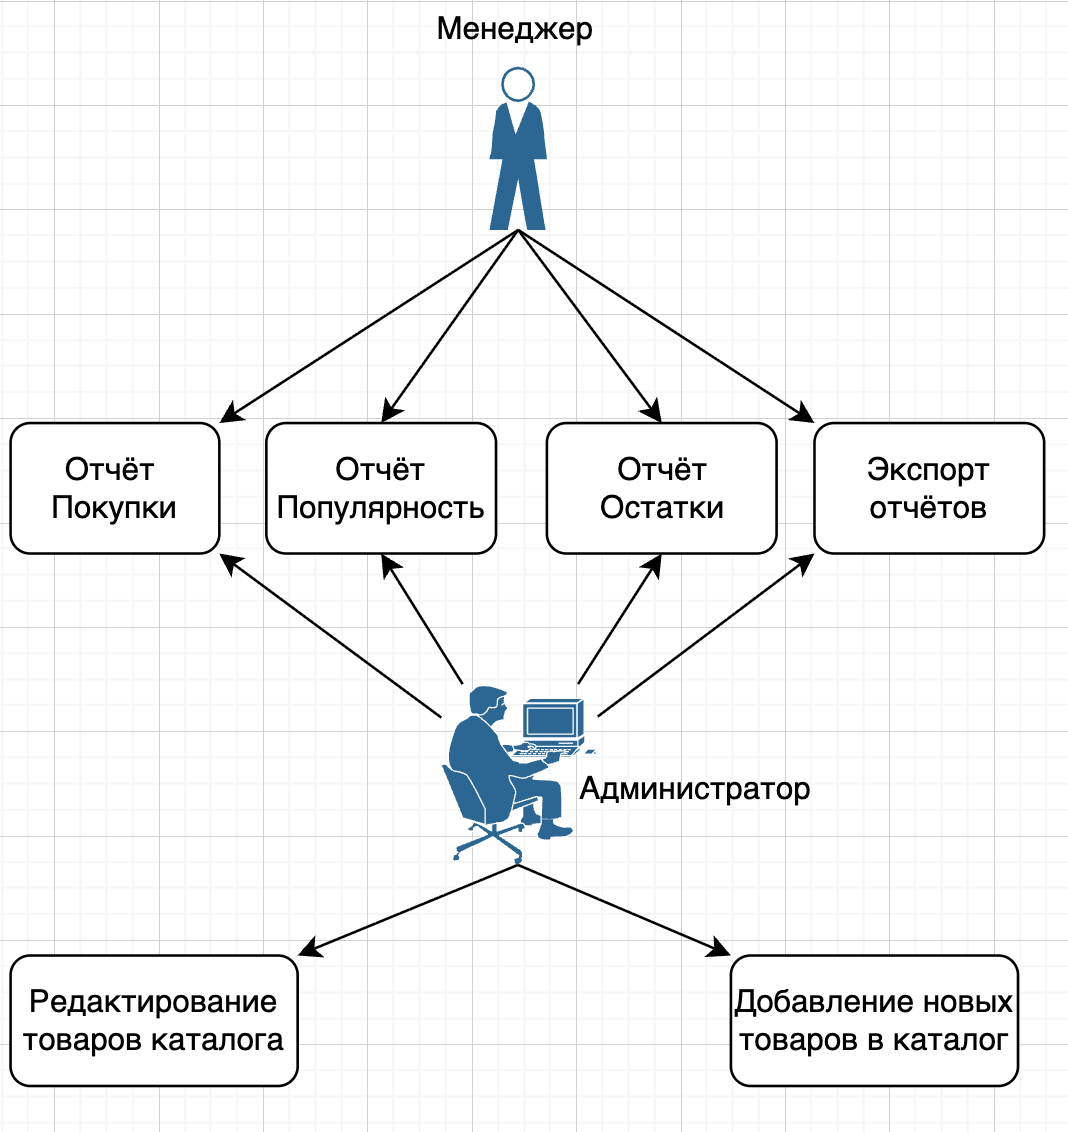 Менеджер
Отчёт
Покупки
Отчёт
Популярность
Отчёт
Остатки
Экспорт
отчётов
Администратор
Редактирование
товаров каталога
Добавление новых
товаров в каталог